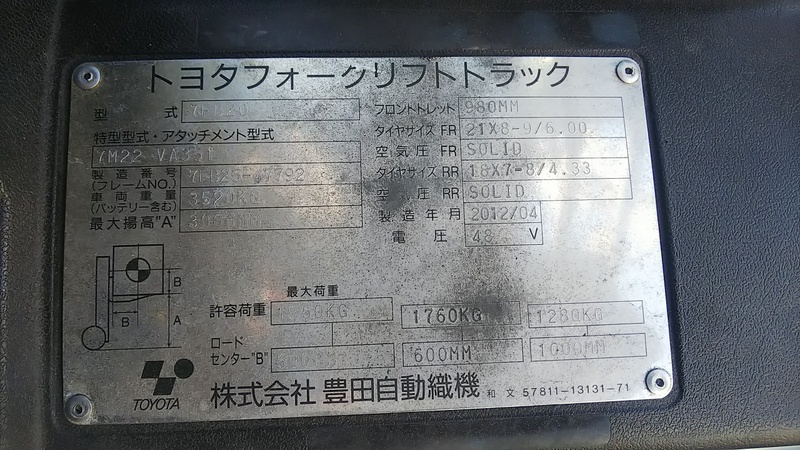 トヨタフォークリフトトラック
型 式
フロントトレット 980MM
特型型式・アタッチメント型式
タイヤサイズ FR 21X8-9/6.00
7M22
空気圧 FR SOLID
製造番号
(フレームNO.)
タイヤサイズ RR 18X7-8/4.33
車両重量
(バッテリー含む)
空気圧 RR SOLID
最大揚高"A"
製造年月 2012/04
電 圧 48 V
B
B
A
最大荷重
許容荷重 1760KG 1280KG
ロード
センター"B" 600MM 1000MM
TOYOTA
株式会社 豊田自動織機 和 文 57811-13131-71